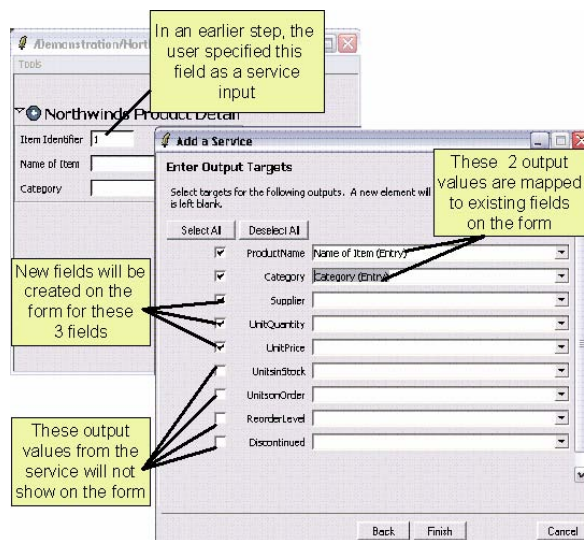 In an earlier step, the
user specified this
field as a service
input
/Demonstration/North
Tools
Northwinds Product Detail
Item Identifier 1
Name of Item
Category
Add a Service
Enter Output Targets
Select targets for the following outputs. A new element will
is left blank.
These 2 output
values are mapped
to existing fields
on the form
Select All Deselect All
ProductName Name of Item (Entry)
Category Category (Entry)
Supplier
UnitQuantity
UnitPrice
UnitsinStock
UnitsonOrder
ReorderLevel
Discontinued
New fields will be
created on the
form for these
3 fields
These output
values from the
service will not
show on the form
Back Finish Cancel